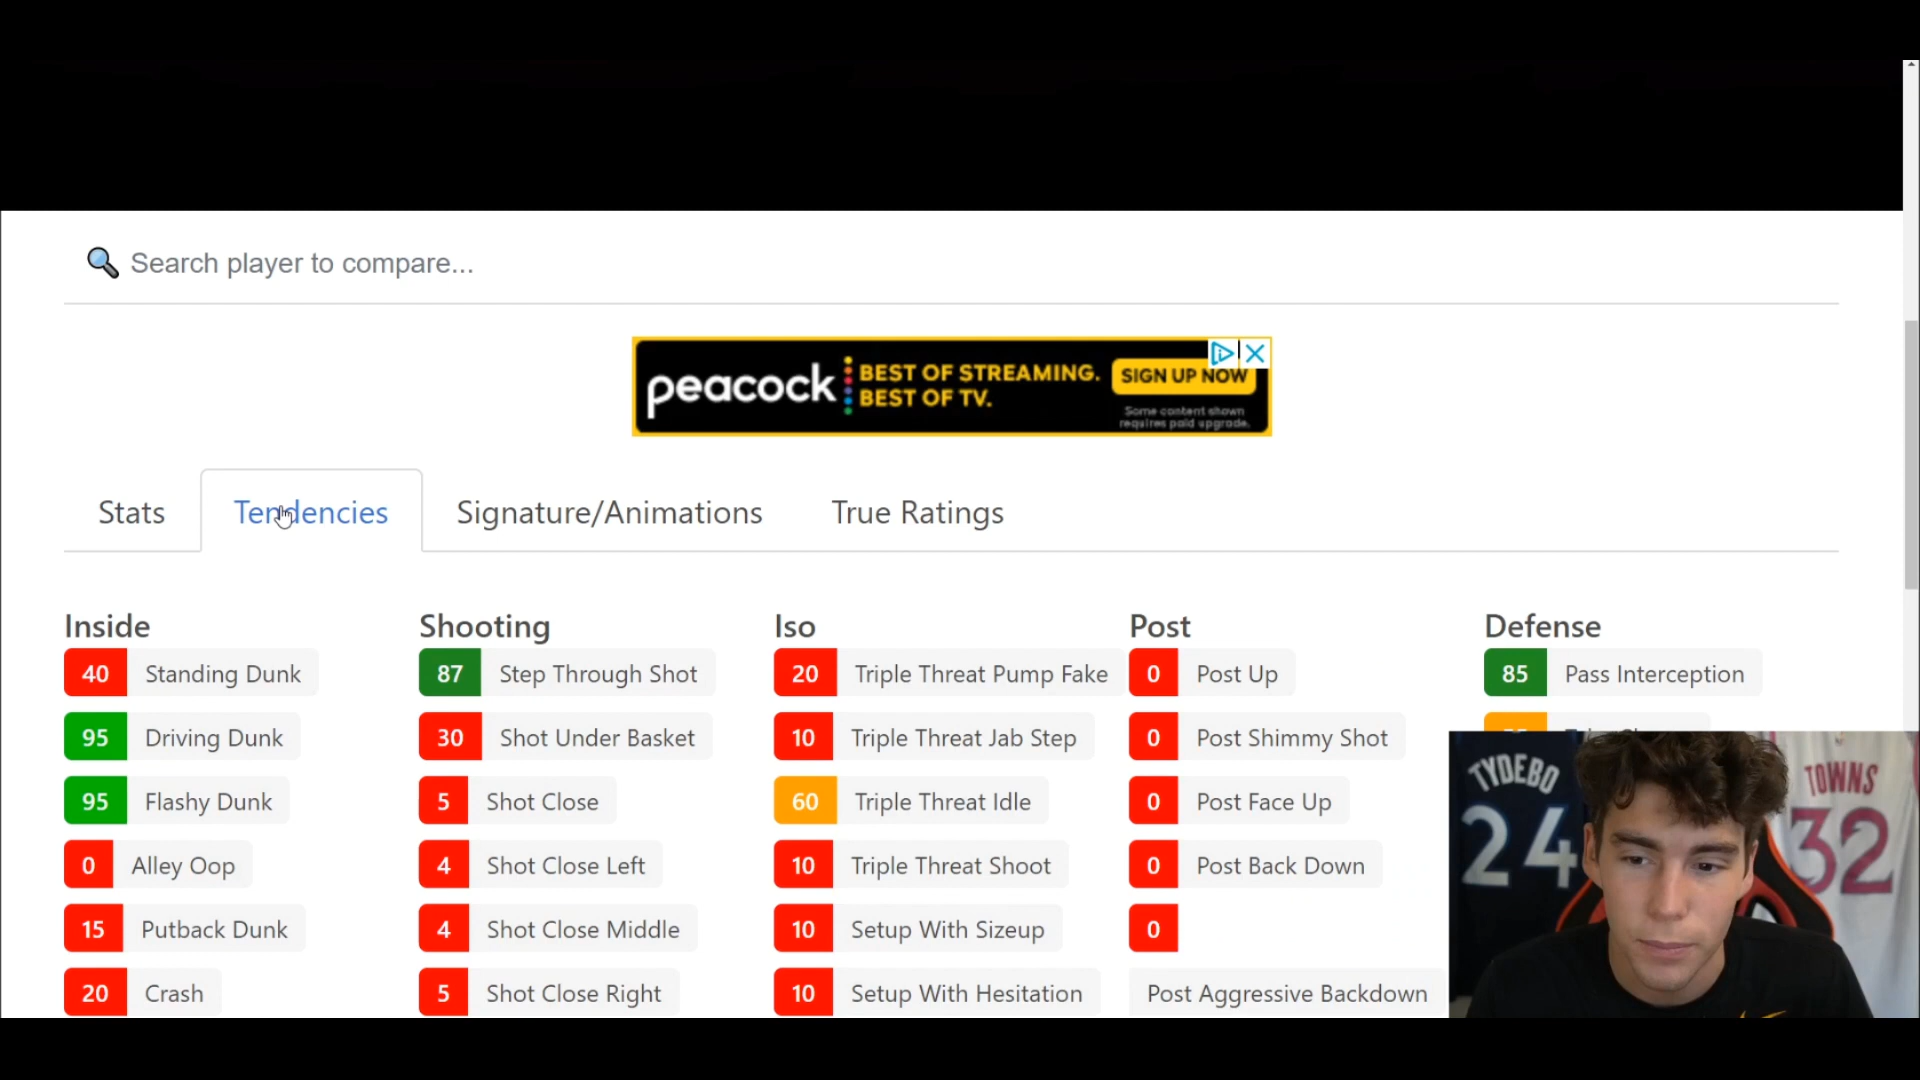 Search player to compare...
peacock
BEST OF STREAMING.
BEST OF TV.
SIGN UP NOW
Some content shown
requires paid upgrade.
Stats
Tendencies
Signature/Animations
True Ratings
Inside
40 Standing Dunk
95 Driving Dunk
95 Flashy Dunk
0 Alley Oop
15 Putback Dunk
20 Crash
Shooting
87 Step Through Shot
30 Shot Under Basket
5 Shot Close
4 Shot Close Left
4 Shot Close Middle
5 Shot Close Right
Iso
20 Triple Threat Pump Fake
10 Triple Threat Jab Step
60 Triple Threat Idle
10 Triple Threat Shoot
10 Setup With Sizeup
10 Setup With Hesitation
Post
0 Post Up
0 Post Shimmy Shot
0 Post Face Up
0 Post Back Down
0
Post Aggressive Backdown
Defense
85 Pass Interception
TYDEBO
24
TOWNS
32